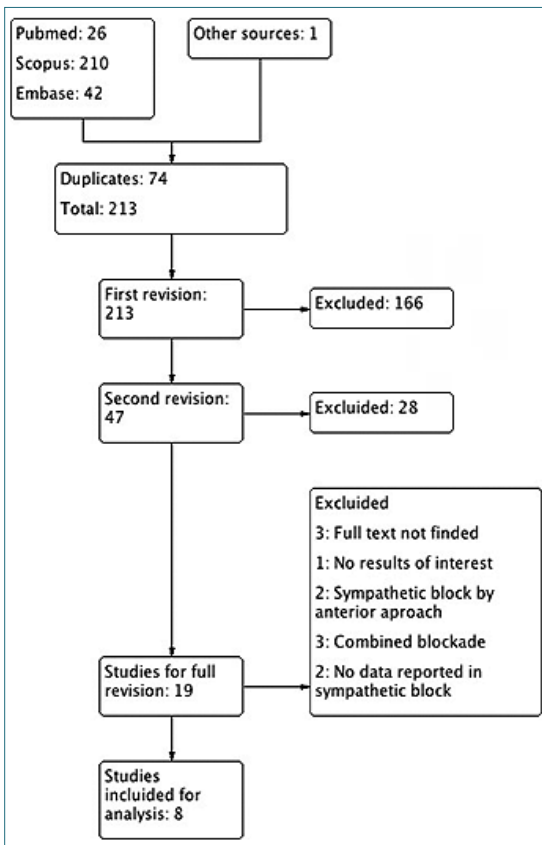 Pubmed: 26
Scopus: 210
Embase: 42
Other sources: 1
Duplicates: 74
Total: 213
First revision:
213
Excluded: 166
Second revision:
47
Excluided: 28
Excluided
3: Full text not finded
1: No results of interest
2: Sympathetic block by
anterior aproach
3: Combined blockade
2: No data reported in
sympathetic block
Studies for full
revision: 19
Studies
incluided for
analysis: 8